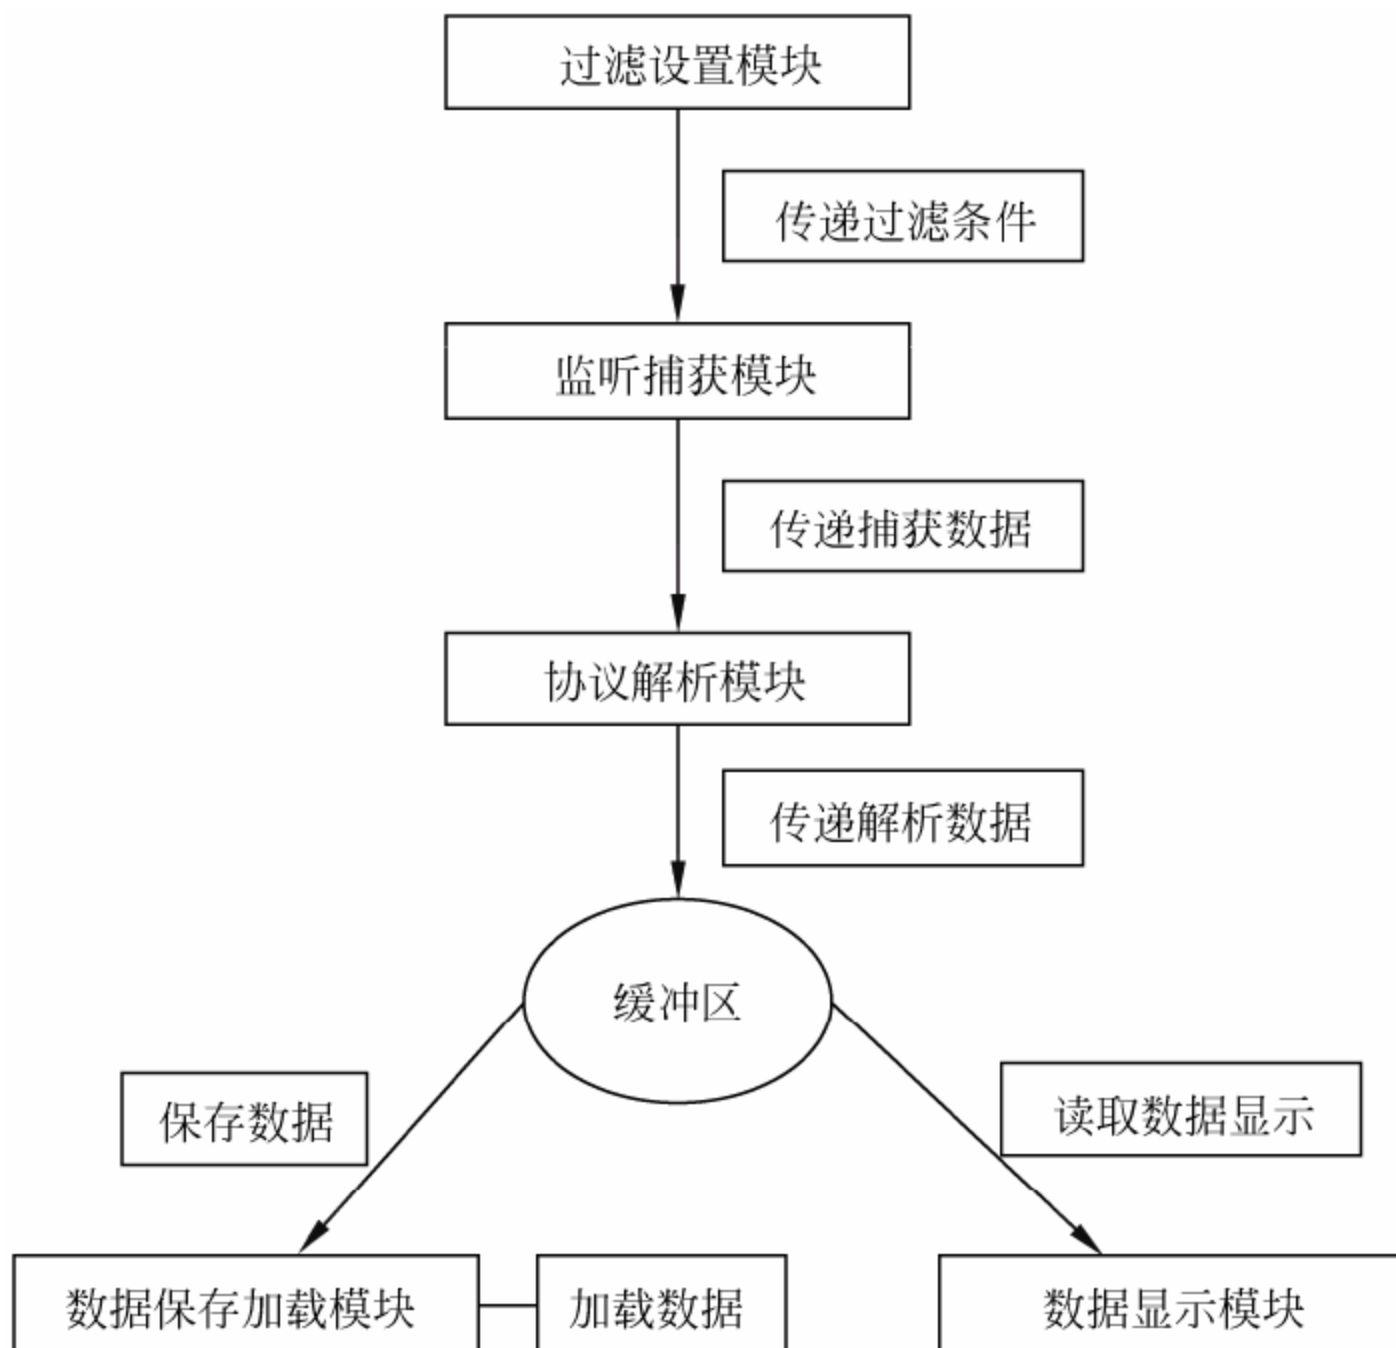 过滤设置模块
传递过滤条件
监听捕获模块
传递捕获数据
协议解析模块
传递解析数据
缓冲区
保存数据
读取数据显示
数据保存加载模块
加载数据
数据显示模块